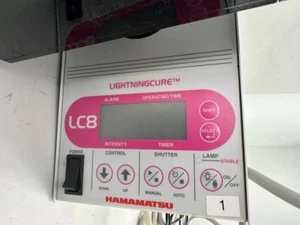 LIGHTNINGCURE™
ALARM OPERATING TIME
LC8
SHIFT
SELECT
INTENSITY TIMER
POWER CONTROL SHUTTER LAMP
STABLE
DOWN UP MANUAL AUTO ON/OFF
HAMAMATSU
1